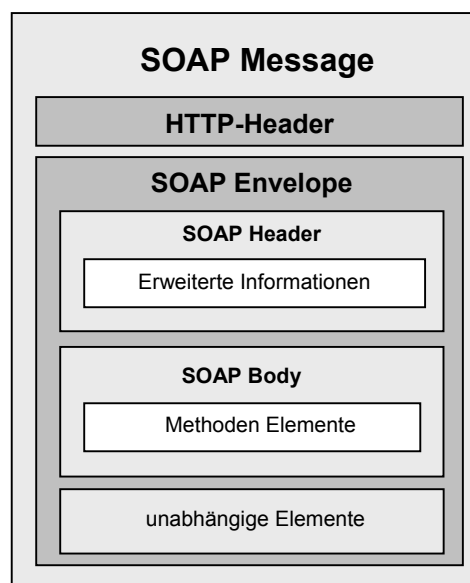 SOAP Message
HTTP-Header
SOAP Envelope
SOAP Header
Erweiterte Informationen
SOAP Body
Methoden Elemente
unabhängige Elemente